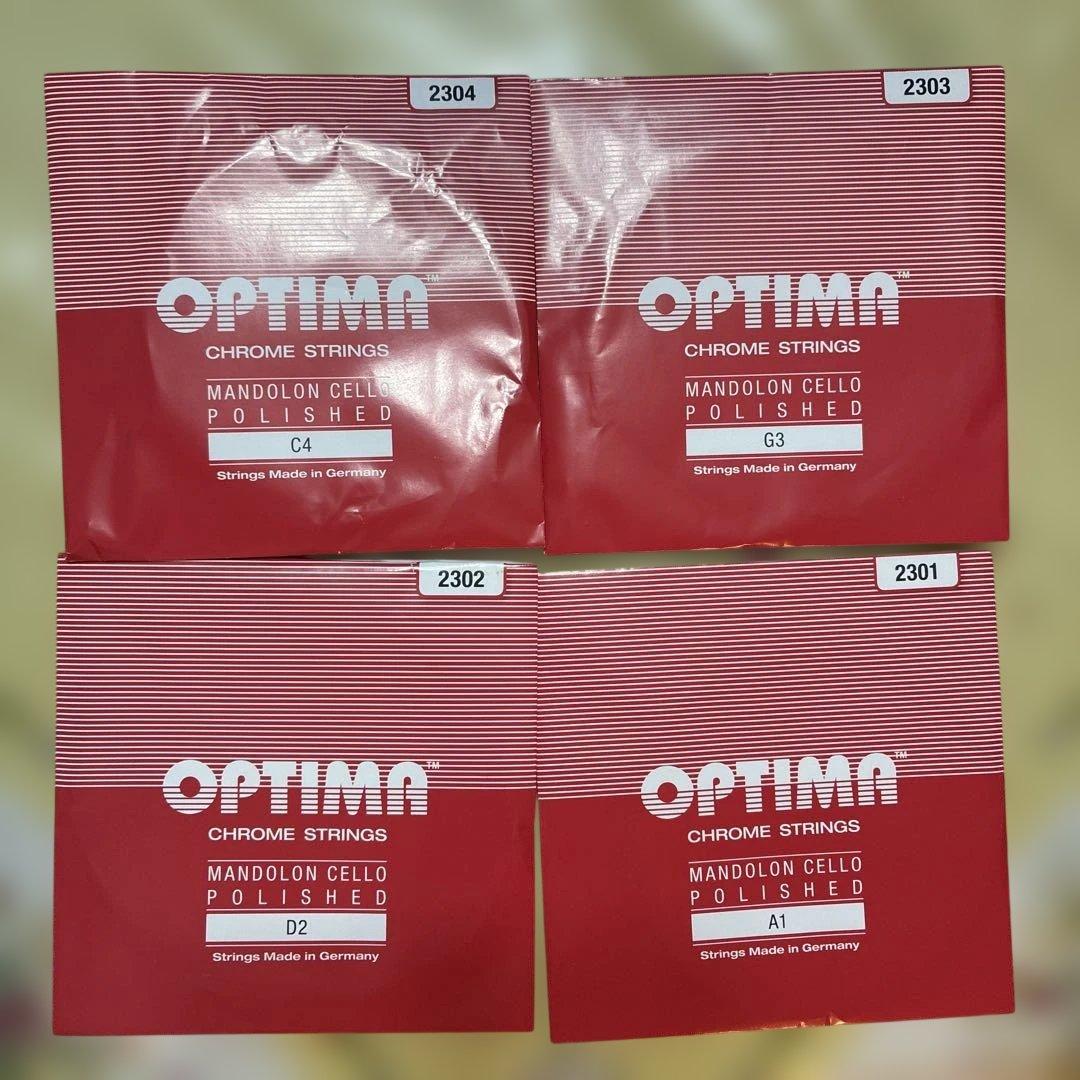 2304
OPTIMA™
CHROME STRINGS
MANDOLON CELLO
POLISHED
C4
Strings Made in Germany
2303
OPTIMA™
CHROME STRINGS
MANDOLON CELLO
POLISHED
G3
Strings Made in Germany
2302
OPTIMA™
CHROME STRINGS
MANDOLON CELLO
POLISHED
D2
Strings Made in Germany
2301
OPTIMA™
CHROME STRINGS
MANDOLON CELLO
POLISHED
A1
Strings Made in Germany